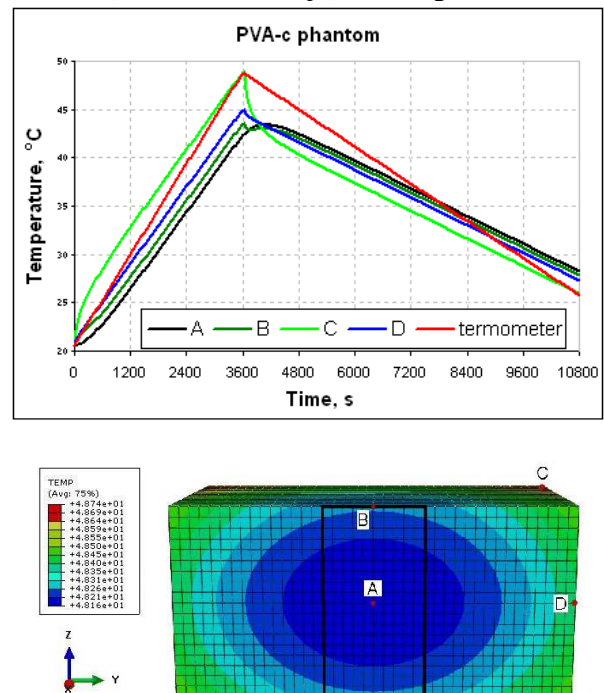 PVA-c phantom
Temperature, °C
50
45
40
35
30
25
20
A B C D termometer
0 1200 2400 3600 4800 6000 7200 8400 9600 10800
Time, s
TEMP
(Avg: 75%)
+4.874e+01
+4.869e+01
+4.864e+01
+4.859e+01
+4.855e+01
+4.850e+01
+4.845e+01
+4.840e+01
+4.835e+01
+4.831e+01
+4.826e+01
+4.821e+01
+4.816e+01
C
B
A
D
Z
Y